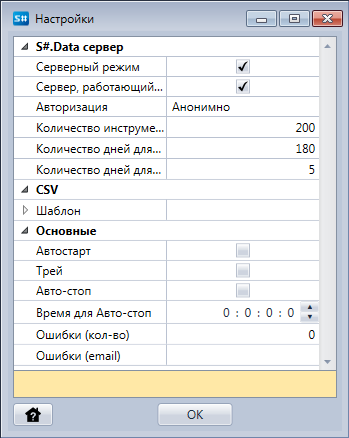 S# Настройки
S#.Data сервер
Серверный режим
Сервер, работающий...
Авторизация Анонимно
Количество инструме... 200
Количество дней для... 180
Количество дней для... 5
CSV
Шаблон
Основные
Автостарт
Трей
Авто-стоп
Время для Авто-стоп 0 : 0 : 0 : 0
Ошибки (кол-во) 0
Ошибки (email)
? OK